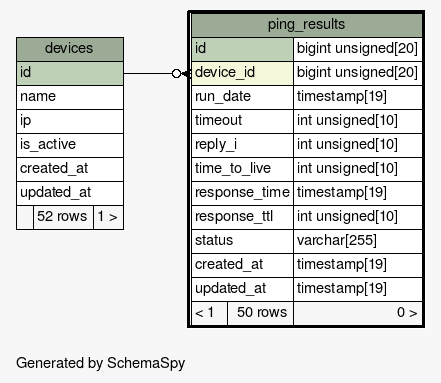 devices
id
name
ip
is_active
created_at
updated_at
52 rows 1 >
ping_results
id bigint unsigned[20]
device_id bigint unsigned[20]
run_date timestamp[19]
timeout int unsigned[10]
reply_i int unsigned[10]
time_to_live int unsigned[10]
response_time timestamp[19]
response_ttl int unsigned[10]
status varchar[255]
created_at timestamp[19]
updated_at timestamp[19]
< 1 50 rows 0 >
Generated by SchemaSpy